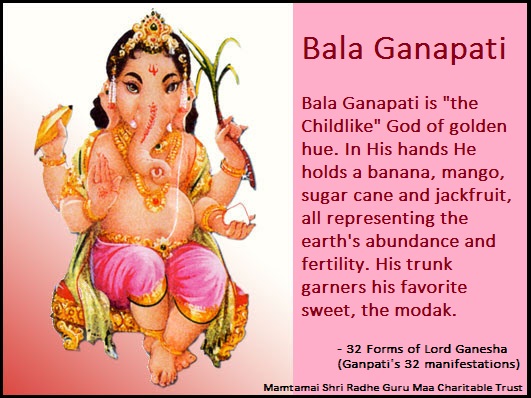 Bala Ganapati
Bala Ganapati is "the
Childlike" God of golden
hue. In His hands He
holds a banana, mango,
sugar cane and jackfruit,
all representing the
earth's abundance and
fertility. His trunk
garners his favorite
sweet, the modak.
- 32 Forms of Lord Ganesha
(Ganpati's 32 manifestations)
Mamtamai Shri Radhe Guru Maa Charitable Trust